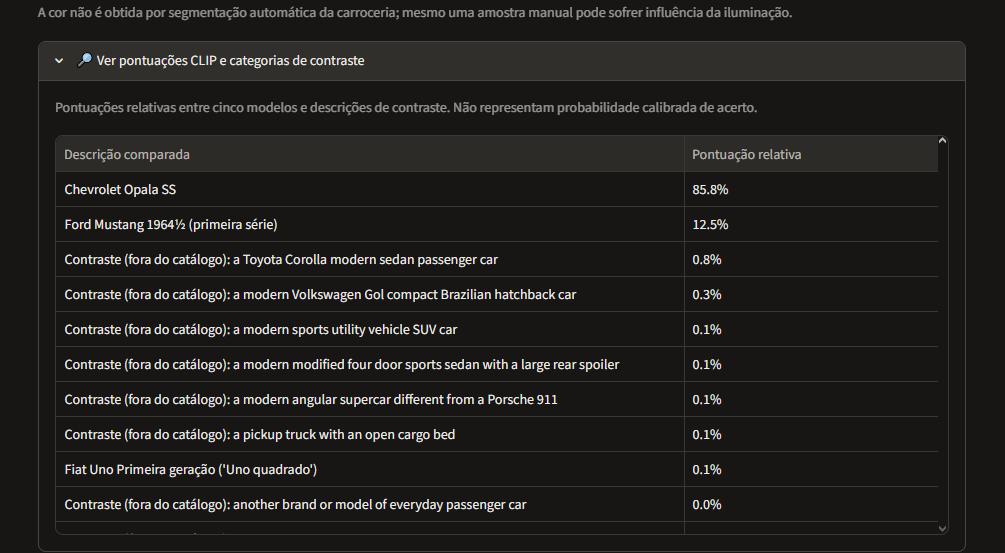 A cor não é obtida por segmentação automática da carroceria; mesmo uma amostra manual pode sofrer influência da iluminação.
🔎 Ver pontuações CLIP e categorias de contraste
Pontuações relativas entre cinco modelos e descrições de contraste. Não representam probabilidade calibrada de acerto.
Descrição comparada Pontuação relativa
Chevrolet Opala SS 85.8%
Ford Mustang 1964½ (primeira série) 12.5%
Contraste (fora do catálogo): a Toyota Corolla modern sedan passenger car 0.8%
Contraste (fora do catálogo): a modern Volkswagen Gol compact Brazilian hatchback car 0.3%
Contraste (fora do catálogo): a modern sports utility vehicle SUV car 0.1%
Contraste (fora do catálogo): a modern modified four door sports sedan with a large rear spoiler 0.1%
Contraste (fora do catálogo): a modern angular supercar different from a Porsche 911 0.1%
Contraste (fora do catálogo): a pickup truck with an open cargo bed 0.1%
Fiat Uno Primeira geração ('Uno quadrado') 0.1%
Contraste (fora do catálogo): another brand or model of everyday passenger car 0.0%